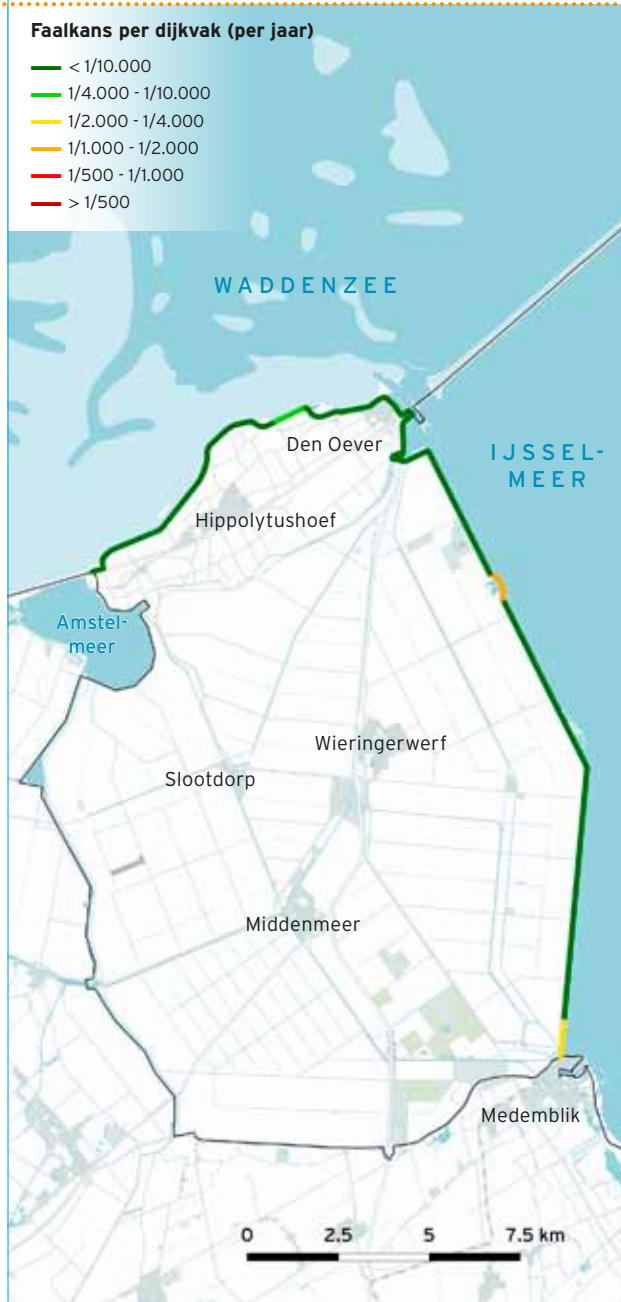 Faalkans per dijkvak (per jaar)
< 1/10.000
1/4.000 - 1/10.000
1/2.000 - 1/4.000
1/1.000 - 1/2.000
1/500 - 1/1.000
> 1/500
WADDENZEE
Den Oever
IJSSEL-
MEER
Hippolytushoef
Amstel-
meer
Wieringerwerf
Slootdorp
Middenmeer
Medemblik
0 2.5 5 7.5 km